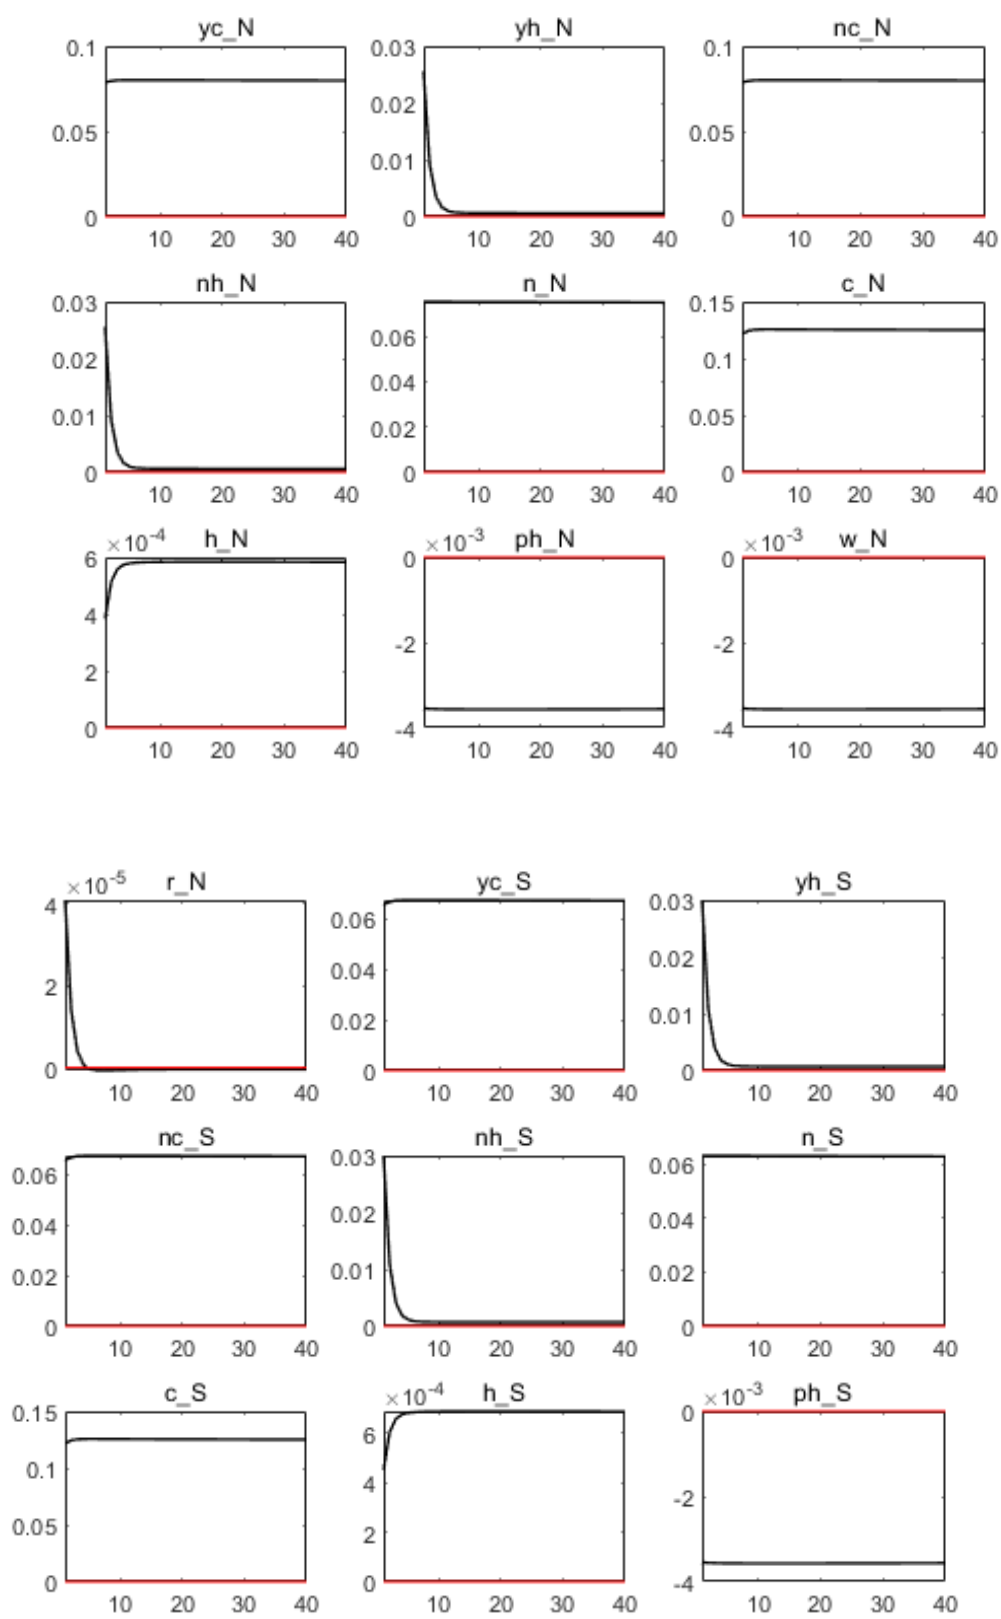 yc_N yh_N nc_N
0.1 0.03 0.1
0.02
0.05 0.05
0.01
0 0 0
10 20 30 40 10 20 30 40 10 20 30 40
nh_N n_N c_N
0.03 0.15
0.06
0.02 0.1
0.04
0.01 0.05
0.02
0 0 0
10 20 30 40 10 20 30 40 10 20 30 40
×10⁻⁴ h_N ×10⁻³ ph_N ×10⁻³ w_N
6 0 0
4 -2 -2
2
0 -4 -4
10 20 30 40 10 20 30 40 10 20 30 40
×10⁻⁵ r_N yc_S yh_S
4 0.03
0.06
0.02
2 0.04
0.01
0.02
0 0 0
10 20 30 40 10 20 30 40 10 20 30 40
nc_S nh_S n_S
0.03
0.06 0.06
0.02
0.04 0.04
0.01
0.02 0.02
0 0 0
10 20 30 40 10 20 30 40 10 20 30 40
c_S ×10⁻⁴ h_S ×10⁻³ ph_S
0.15 0
6
0.1
4 -2
0.05
2
0 0 -4
10 20 30 40 10 20 30 40 10 20 30 40